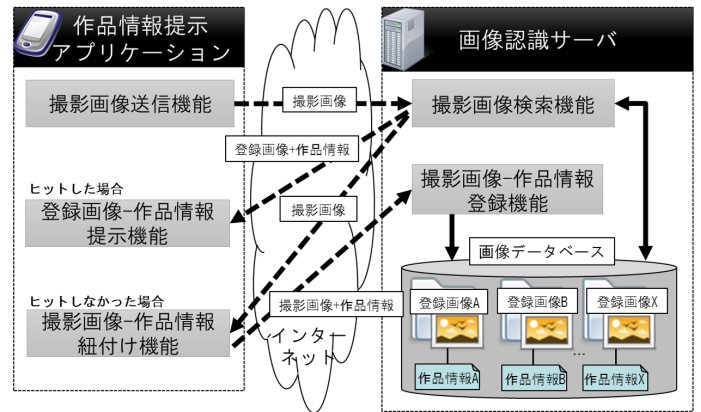 作品情報提示
アプリケーション
画像認識サーバ
撮影画像送信機能
撮影画像
撮影画像検索機能
登録画像+作品情報
ヒットした場合
登録画像−作品情報
提示機能
撮影画像
撮影画像−作品情報
登録機能
画像データベース
ヒットしなかった場合
撮影画像−作品情報
紐付け機能
撮影画像+作品情報
インター
ネット
登録画像A
登録画像B
登録画像X
...
作品情報A
作品情報B
作品情報X